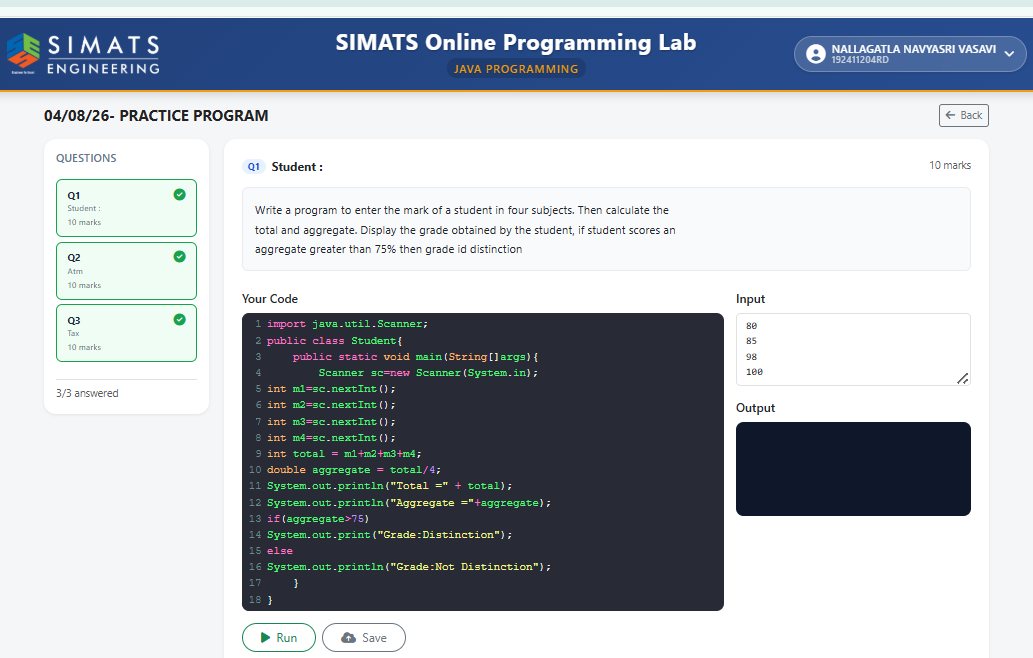 SIMATS
ENGINEERING
SIMATS Online Programming Lab
JAVA PROGRAMMING
NALLAGATLA NAVYASRI VASAVI
192411204RD
04/08/26- PRACTICE PROGRAM
Back
QUESTIONS
Q1
Student :
10 marks
Q2
Atm
10 marks
Q3
Tax
10 marks
3/3 answered
Q1 Student :
10 marks
Write a program to enter the mark of a student in four subjects. Then calculate the
total and aggregate. Display the grade obtained by the student, if student scores an
aggregate greater than 75% then grade id distinction
Your Code
1 import java.util.Scanner;
2 public class Student{
3     public static void main(String[]args){
4         Scanner sc=new Scanner(System.in);
5 int m1=sc.nextInt();
6 int m2=sc.nextInt();
7 int m3=sc.nextInt();
8 int m4=sc.nextInt();
9 int total = m1+m2+m3+m4;
10 double aggregate = total/4;
11 System.out.println("Total =" + total);
12 System.out.println("Aggregate ="+aggregate);
13 if(aggregate>75)
14 System.out.print("Grade:Distinction");
15 else
16 System.out.println("Grade:Not Distinction");
17     }
18 }
Run
Save
Input
80
85
98
100
Output